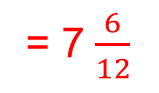 = 7 6/12